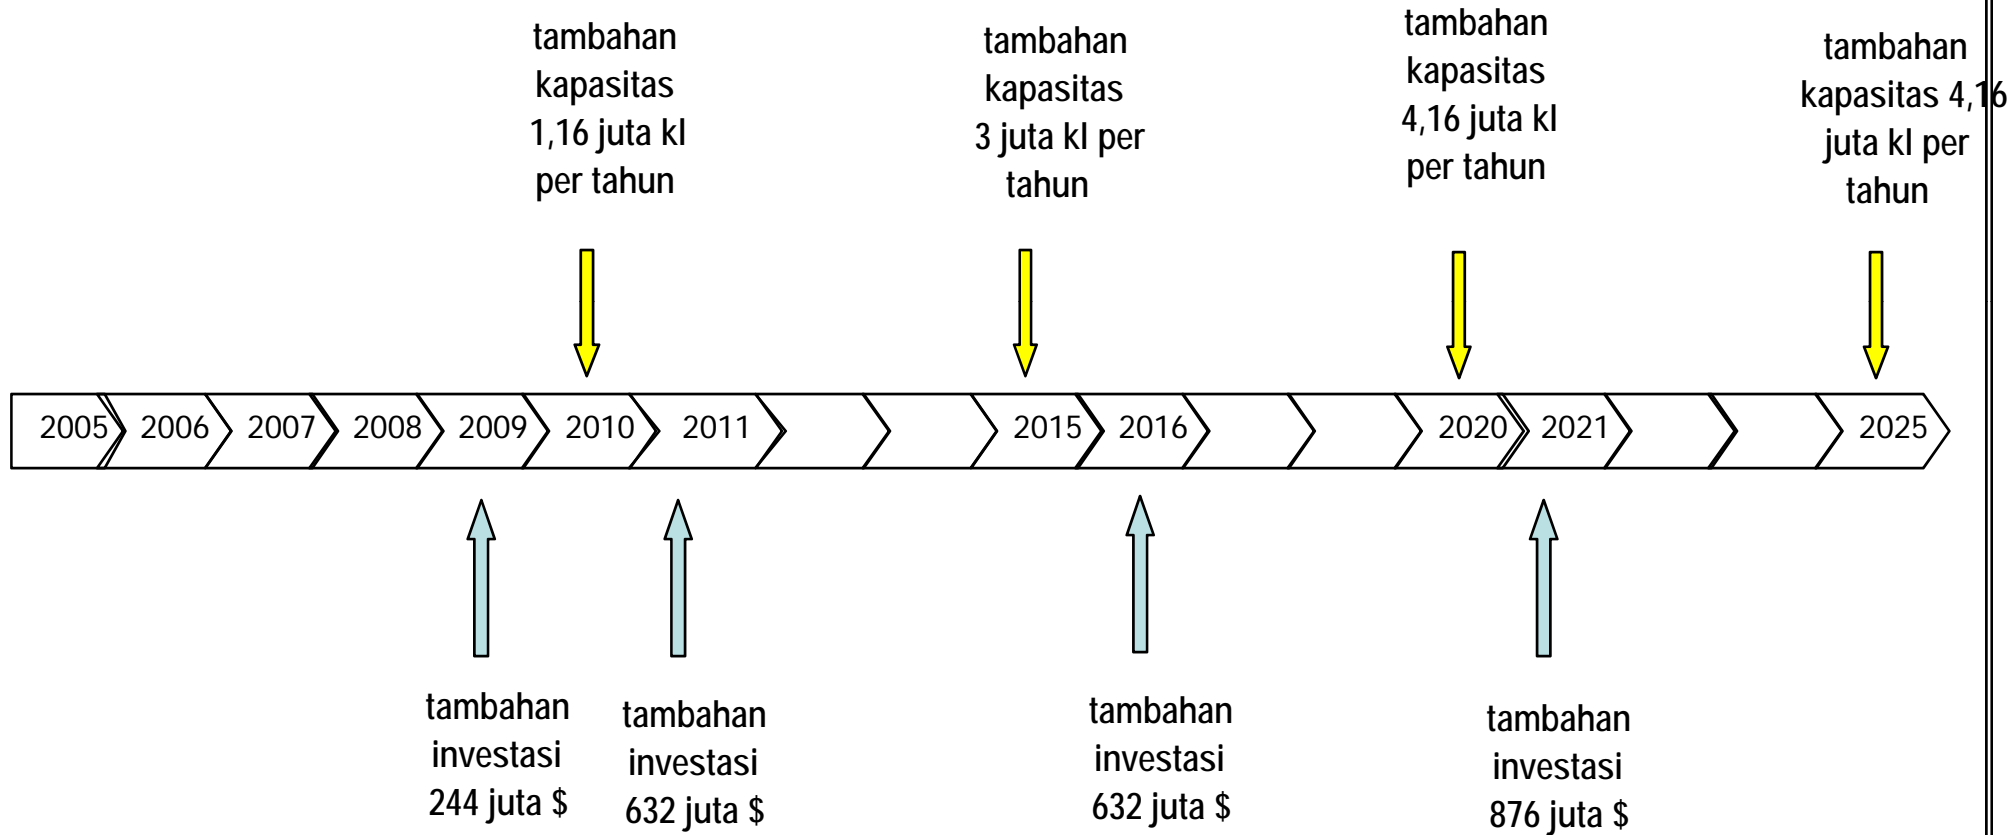 tambahan
kapasitas
1,16 juta kl
per tahun
tambahan
kapasitas
3 juta kl per
tahun
tambahan
kapasitas
4,16 juta kl
per tahun
tambahan
kapasitas 4,16
juta kl per
tahun
2005 2006 2007 2008 2009 2010 2011 2015 2016 2020 2021 2025
tambahan
investasi
244 juta $
tambahan
investasi
632 juta $
tambahan
investasi
632 juta $
tambahan
investasi
876 juta $